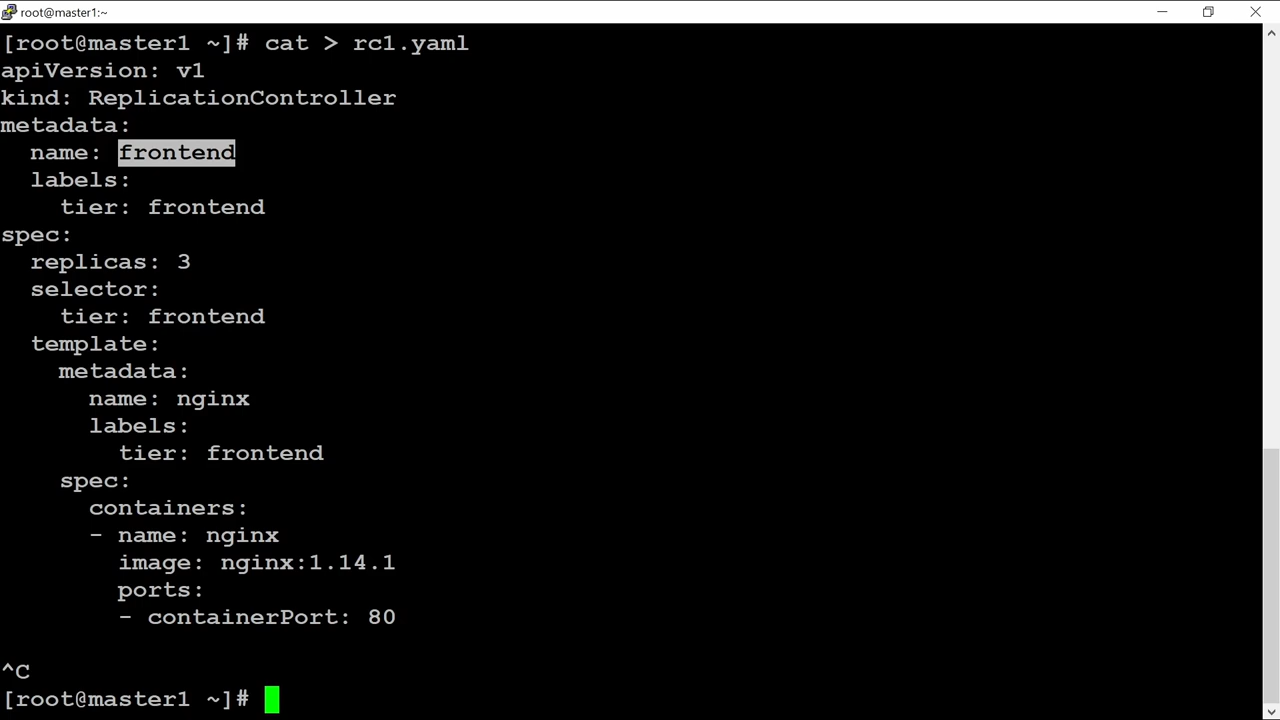 root@master1:~
[root@master1 ~]# cat > rc1.yaml
apiVersion: v1
kind: ReplicationController
metadata:
  name: frontend
  labels:
    tier: frontend
spec:
  replicas: 3
  selector:
    tier: frontend
  template:
    metadata:
      name: nginx
      labels:
        tier: frontend
    spec:
      containers:
      - name: nginx
        image: nginx:1.14.1
        ports:
        - containerPort: 80
^C
[root@master1 ~]#